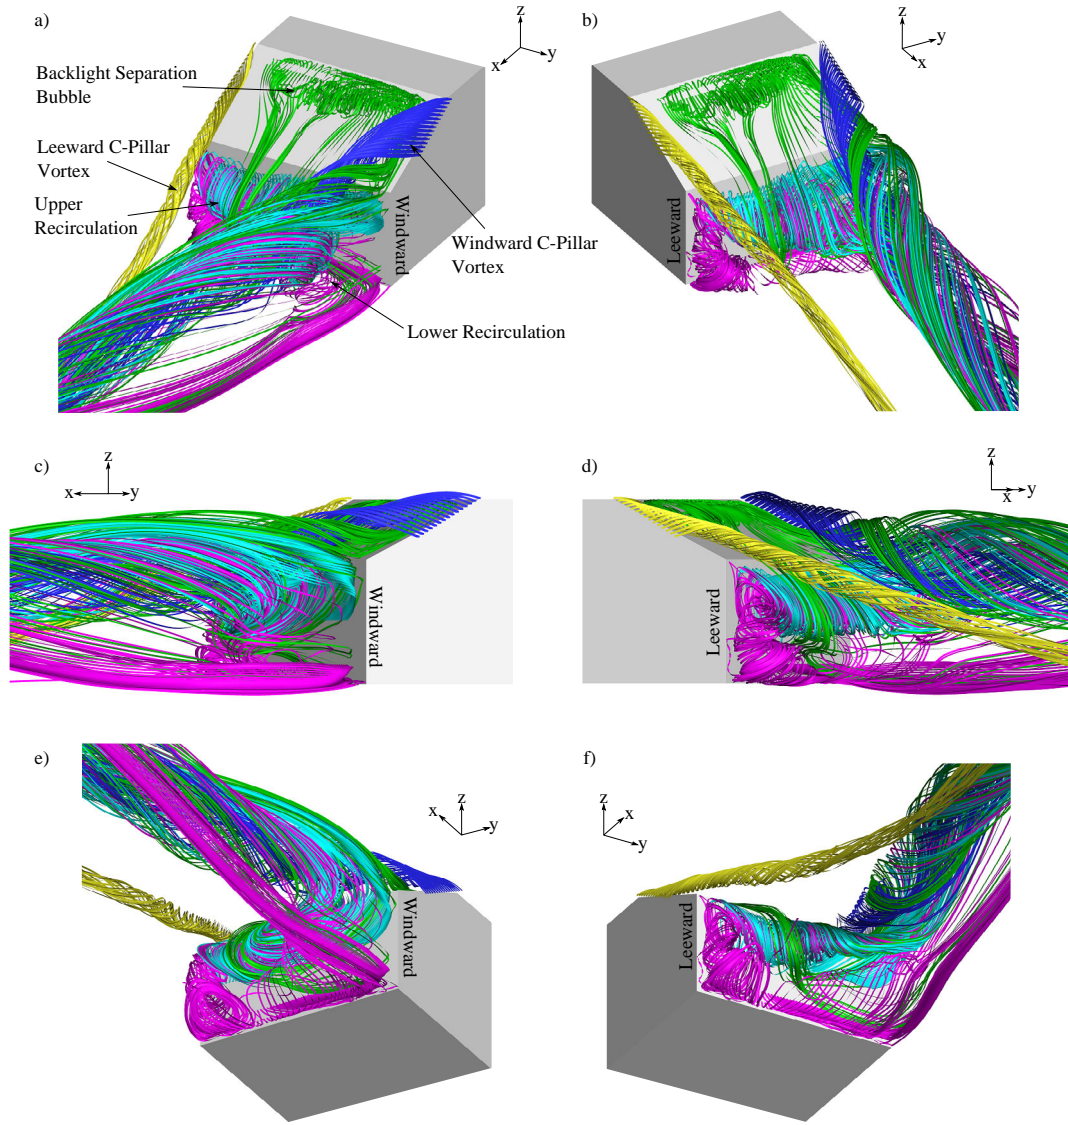 a)
z
y
x
Backlight Separation
Bubble
Leeward C-Pillar
Vortex
Upper
Recirculation
Windward
Windward C-Pillar
Vortex
Lower Recirculation
b)
z
y
x
Leeward
c)
z
x
y
Windward
d)
z
x
y
Leeward
e)
z
x
y
Windward
f)
z
x
y
Leeward